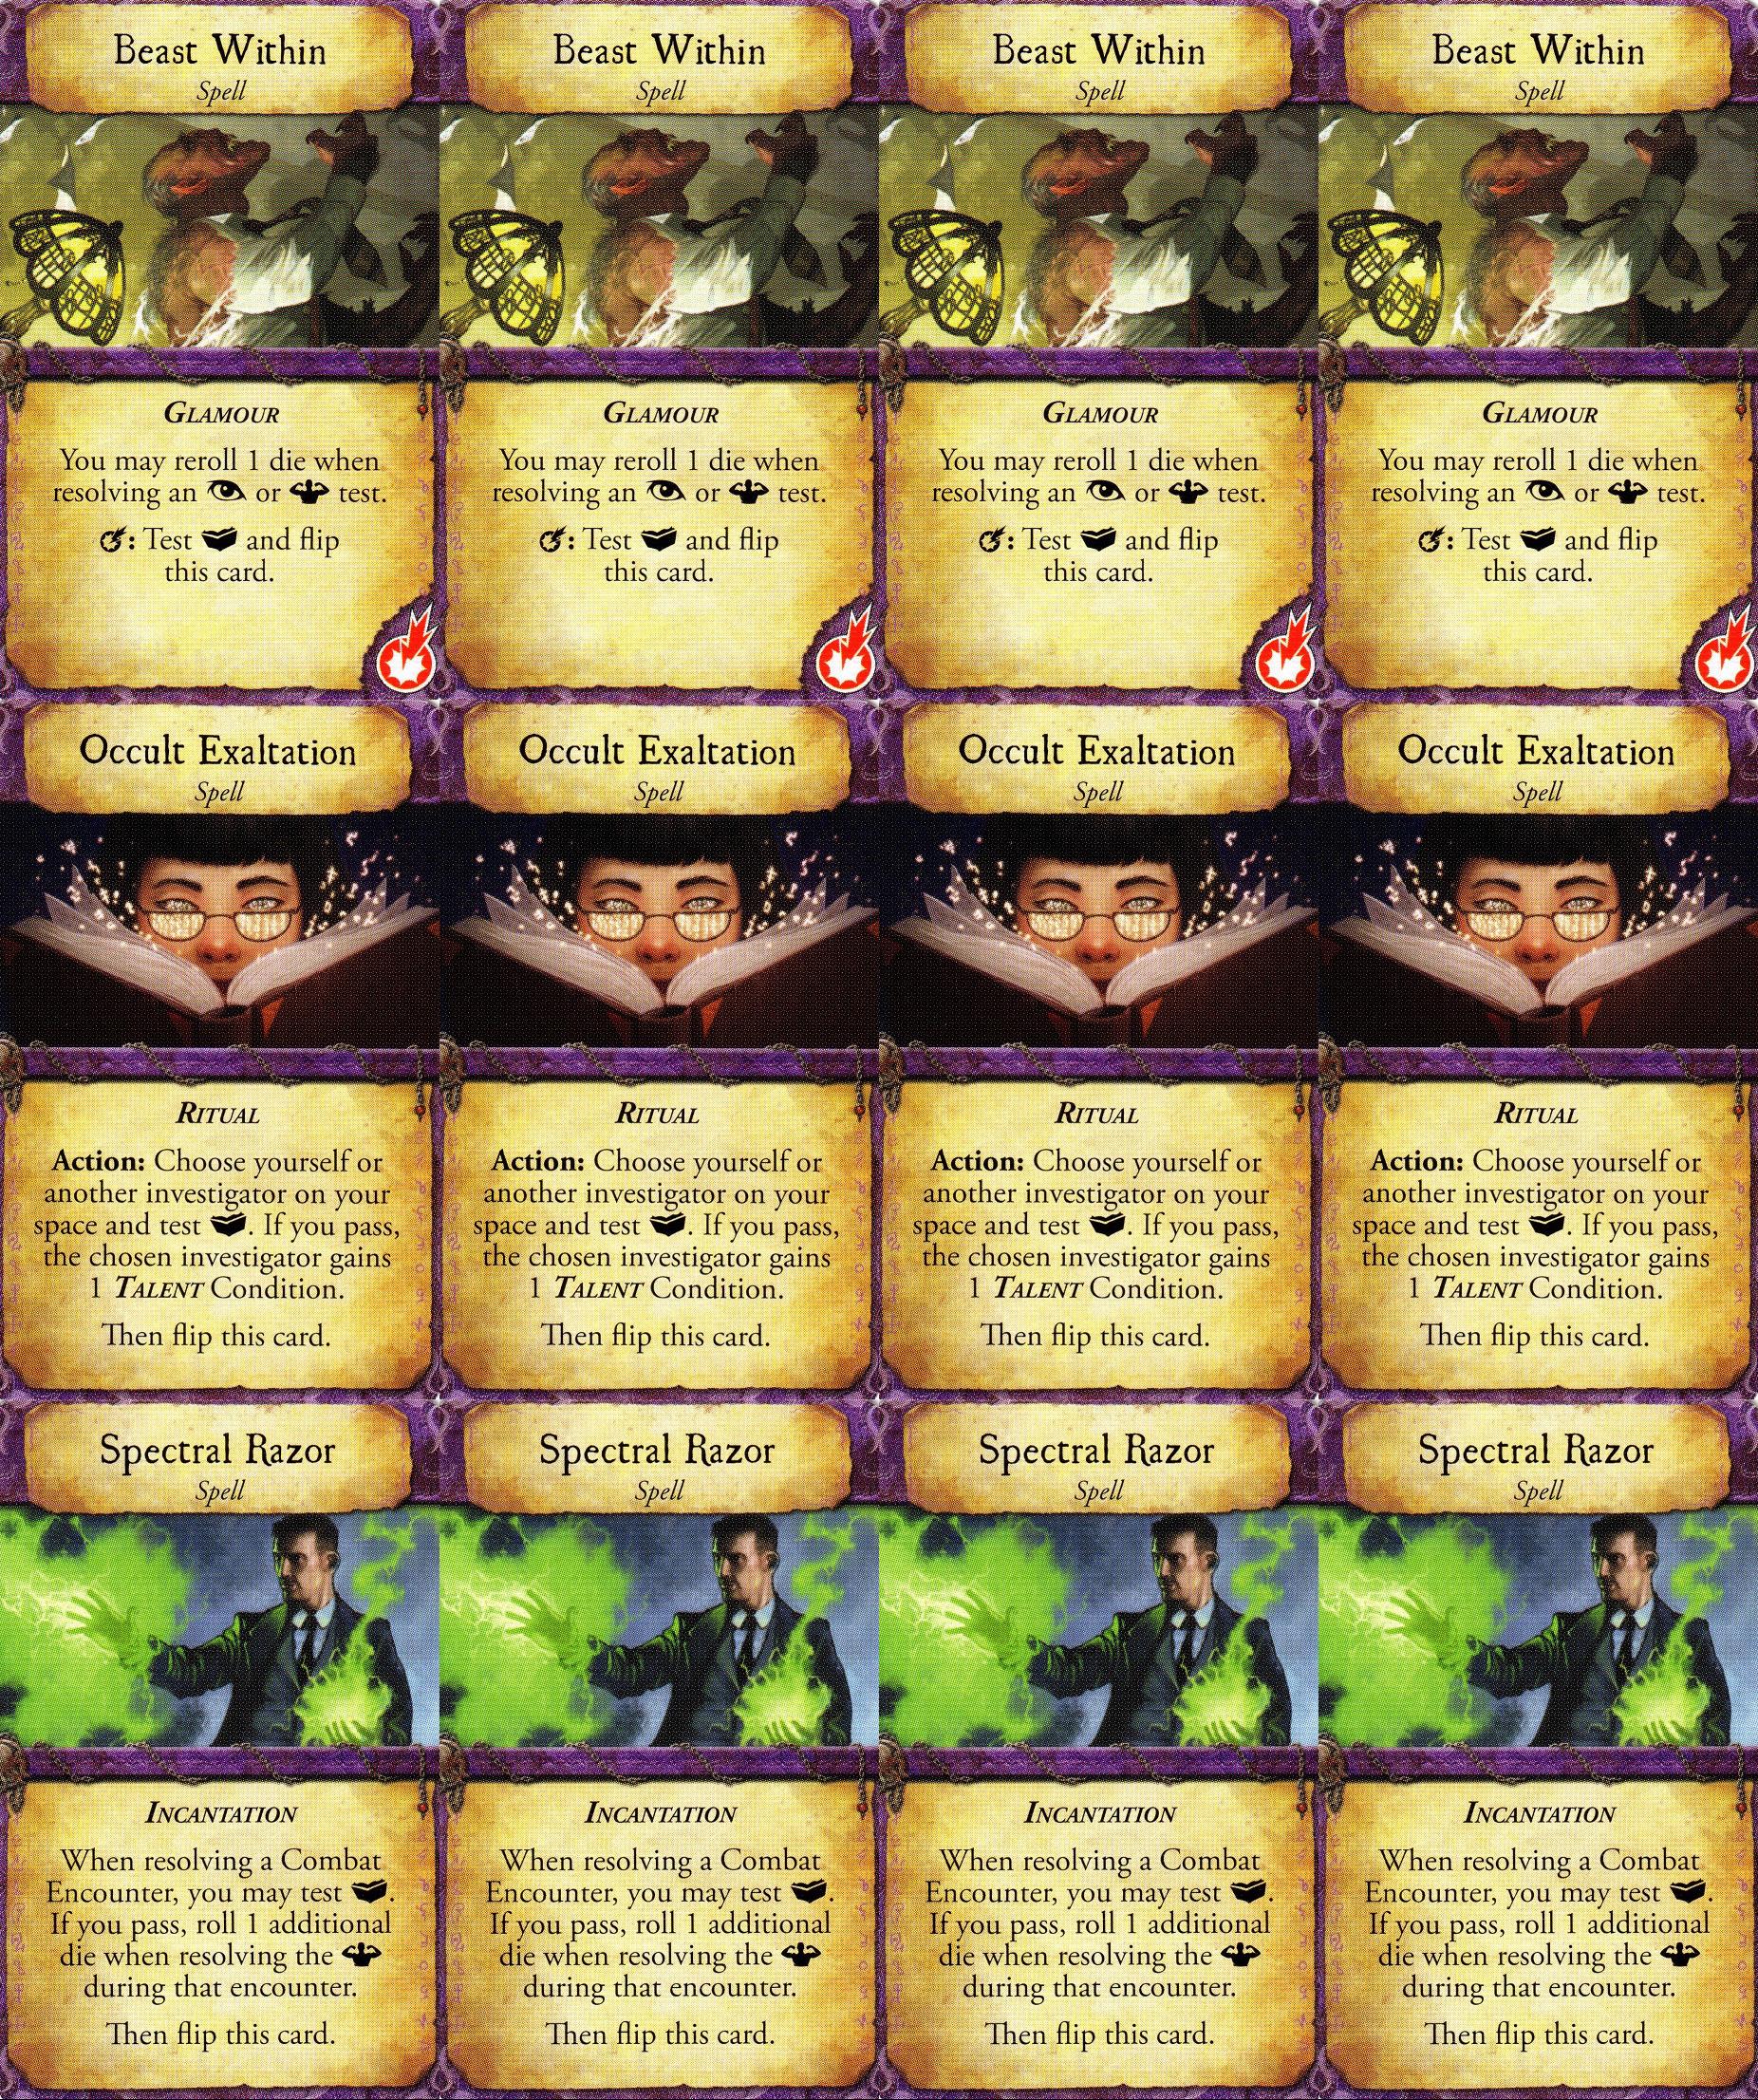 Beast Within
Spell
GLAMOUR
You may reroll 1 die when
resolving an or test.
: Test and flip
this card.
Beast Within
Spell
GLAMOUR
You may reroll 1 die when
resolving an or test.
: Test and flip
this card.
Beast Within
Spell
GLAMOUR
You may reroll 1 die when
resolving an or test.
: Test and flip
this card.
Beast Within
Spell
GLAMOUR
You may reroll 1 die when
resolving an or test.
: Test and flip
this card.
Occult Exaltation
Spell
RITUAL
Action: Choose yourself or
another investigator on your
space and test . If you pass,
the chosen investigator gains
1 TALENT Condition.
Then flip this card.
Occult Exaltation
Spell
RITUAL
Action: Choose yourself or
another investigator on your
space and test . If you pass,
the chosen investigator gains
1 TALENT Condition.
Then flip this card.
Occult Exaltation
Spell
RITUAL
Action: Choose yourself or
another investigator on your
space and test . If you pass,
the chosen investigator gains
1 TALENT Condition.
Then flip this card.
Occult Exaltation
Spell
RITUAL
Action: Choose yourself or
another investigator on your
space and test . If you pass,
the chosen investigator gains
1 TALENT Condition.
Then flip this card.
Spectral Razor
Spell
INCANTATION
When resolving a Combat
Encounter, you may test .
If you pass, roll 1 additional
die when resolving the
during that encounter.
Then flip this card.
Spectral Razor
Spell
INCANTATION
When resolving a Combat
Encounter, you may test .
If you pass, roll 1 additional
die when resolving the
during that encounter.
Then flip this card.
Spectral Razor
Spell
INCANTATION
When resolving a Combat
Encounter, you may test .
If you pass, roll 1 additional
die when resolving the
during that encounter.
Then flip this card.
Spectral Razor
Spell
INCANTATION
When resolving a Combat
Encounter, you may test .
If you pass, roll 1 additional
die when resolving the
during that encounter.
Then flip this card.